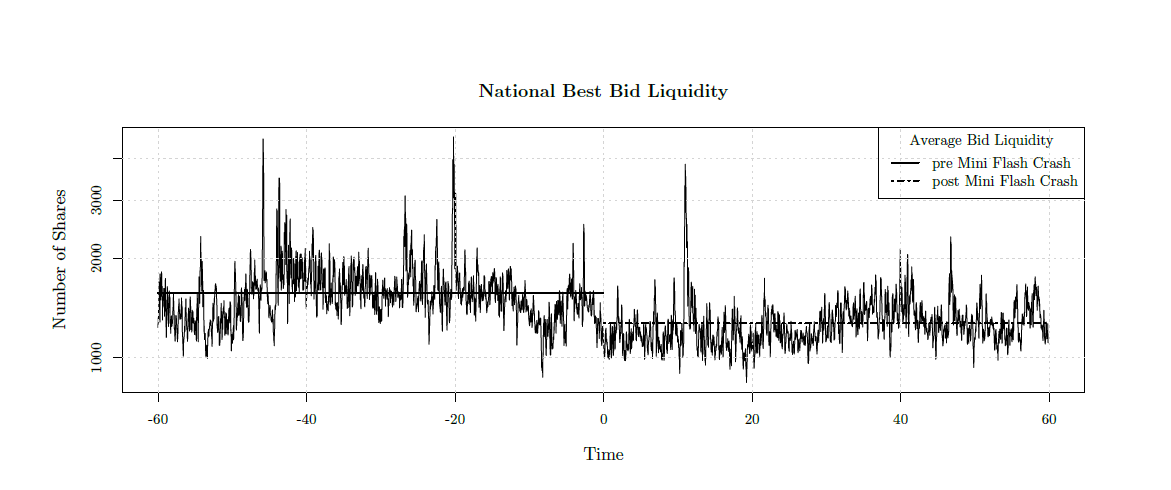 National Best Bid Liquidity
Average Bid Liquidity
pre Mini Flash Crash
post Mini Flash Crash
Number of Shares
3000
2000
1000
-60 -40 -20 0 20 40 60
Time